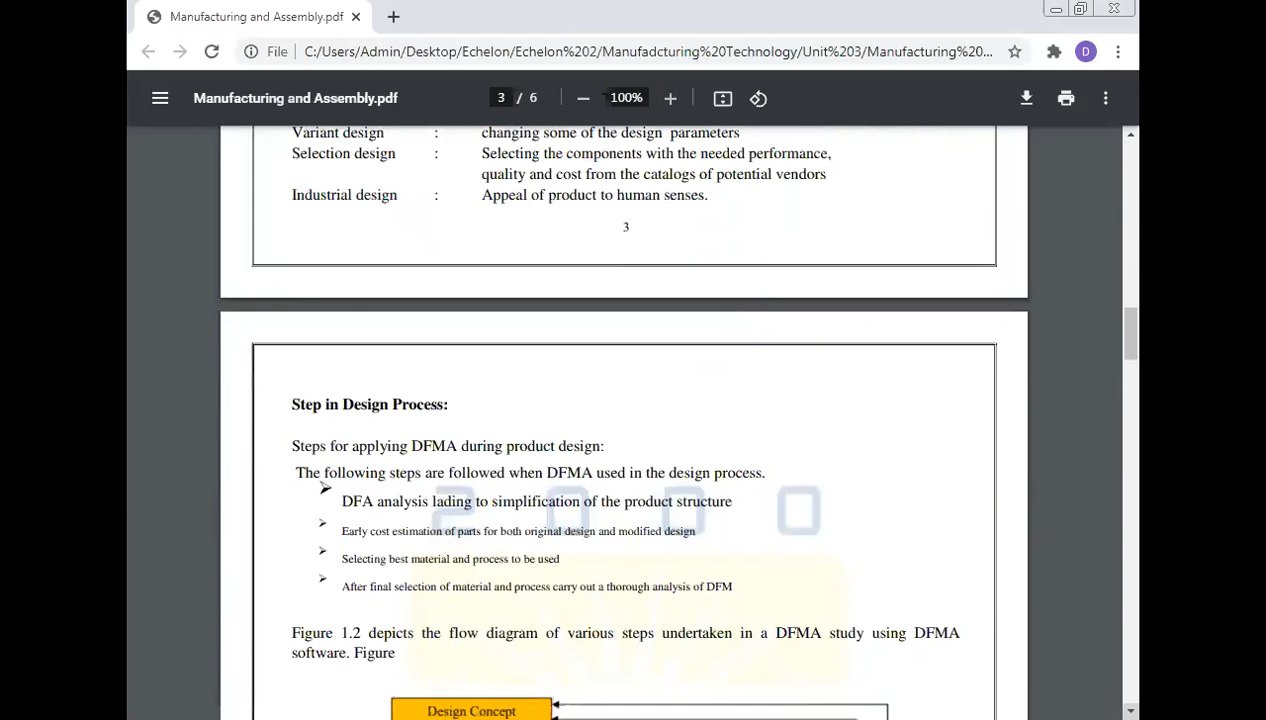 Manufacturing and Assembly.pdf
D
File C:/Users/Admin/Desktop/Echelon/Echelon%202/Manufadcturing%20Technology/Unit%203/Manufacturing%20...
Manufacturing and Assembly.pdf 3 / 6 100%
Variant design : changing some of the design parameters
Selection design : Selecting the components with the needed performance,
quality and cost from the catalogs of potential vendors
Industrial design : Appeal of product to human senses.
3
Step in Design Process:
Steps for applying DFMA during product design:
The following steps are followed when DFMA used in the design process.
➢ DFA analysis lading to simplification of the product structure
2 0 0 0
➢ Early cost estimation of parts for both original design and modified design
➢ Selecting best material and process to be used
➢ After final selection of material and process carry out a thorough analysis of DFM
Figure 1.2 depicts the flow diagram of various steps undertaken in a DFMA study using DFMA
software. Figure
Design Concept